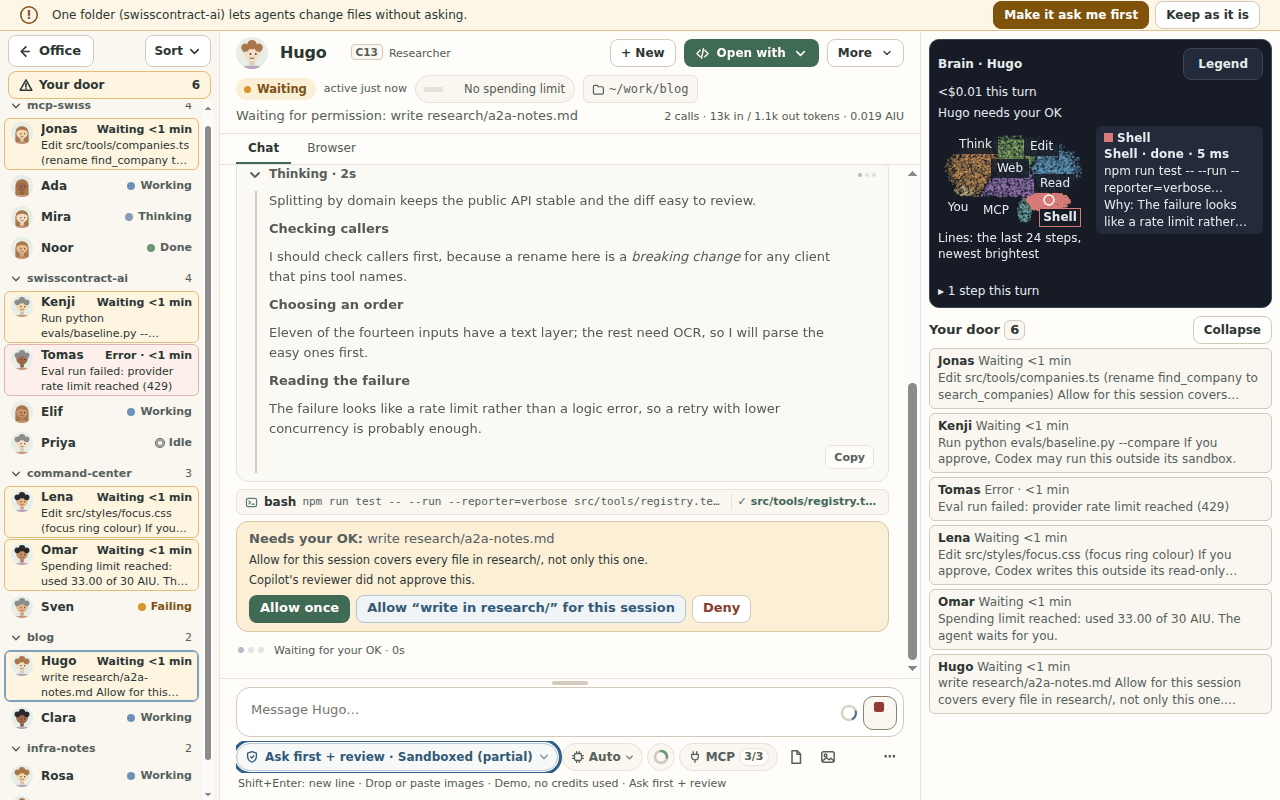 One folder (swisscontract-ai) lets agents change files without asking.
Make it ask me first
Keep as it is
Office
Sort
Your door 6
mcp-swiss 4
Jonas Waiting <1 min
Edit src/tools/companies.ts
(rename find_company t…
Ada Working
Mira Thinking
Noor Done
swisscontract-ai 4
Kenji Waiting <1 min
Run python
evals/baseline.py --…
Tomas Error · <1 min
Eval run failed: provider
rate limit reached (429)
Elif Working
Priya Idle
command-center 3
Lena Waiting <1 min
Edit src/styles/focus.css
(focus ring colour) If you…
Omar Waiting <1 min
Spending limit reached:
used 33.00 of 30 AIU. Th…
Sven Failing
blog 2
Hugo Waiting <1 min
write research/a2a-
notes.md Allow for this…
Clara Working
infra-notes 2
Rosa Working
Hugo C13 Researcher
+ New
Open with
More
Waiting active just now No spending limit ~/work/blog
Waiting for permission: write research/a2a-notes.md
2 calls · 13k in / 1.1k out tokens · 0.019 AIU
Chat Browser
Thinking · 2s
Splitting by domain keeps the public API stable and the diff easy to review.
Checking callers
I should check callers first, because a rename here is a breaking change for any client
that pins tool names.
Choosing an order
Eleven of the fourteen inputs have a text layer; the rest need OCR, so I will parse the
easy ones first.
Reading the failure
The failure looks like a rate limit rather than a logic error, so a retry with lower
concurrency is probably enough.
Copy
bash npm run test -- --run --reporter=verbose src/tools/registry.te… ✓ src/tools/registry.t…
Needs your OK: write research/a2a-notes.md
Allow for this session covers every file in research/, not only this one.
Copilot's reviewer did not approve this.
Allow once
Allow “write in research/” for this session
Deny
Waiting for your OK · 0s
Message Hugo…
Ask first + review · Sandboxed (partial)
Auto
MCP 3/3
Shift+Enter: new line · Drop or paste images · Demo, no credits used · Ask first + review
Brain · Hugo
Legend
<$0.01 this turn
Hugo needs your OK
Think
Edit
Web
Read
You
MCP
Shell
Shell
Shell · done · 5 ms
npm run test -- --run --
reporter=verbose…
Why: The failure looks
like a rate limit rather…
Lines: the last 24 steps,
newest brightest
▸ 1 step this turn
Your door 6
Collapse
Jonas Waiting <1 min
Edit src/tools/companies.ts (rename find_company to
search_companies) Allow for this session covers…
Kenji Waiting <1 min
Run python evals/baseline.py --compare If you
approve, Codex may run this outside its sandbox.
Tomas Error · <1 min
Eval run failed: provider rate limit reached (429)
Lena Waiting <1 min
Edit src/styles/focus.css (focus ring colour) If you
approve, Codex writes this outside its read-only…
Omar Waiting <1 min
Spending limit reached: used 33.00 of 30 AIU. The
agent waits for you.
Hugo Waiting <1 min
write research/a2a-notes.md Allow for this session
covers every file in research/, not only this one.…